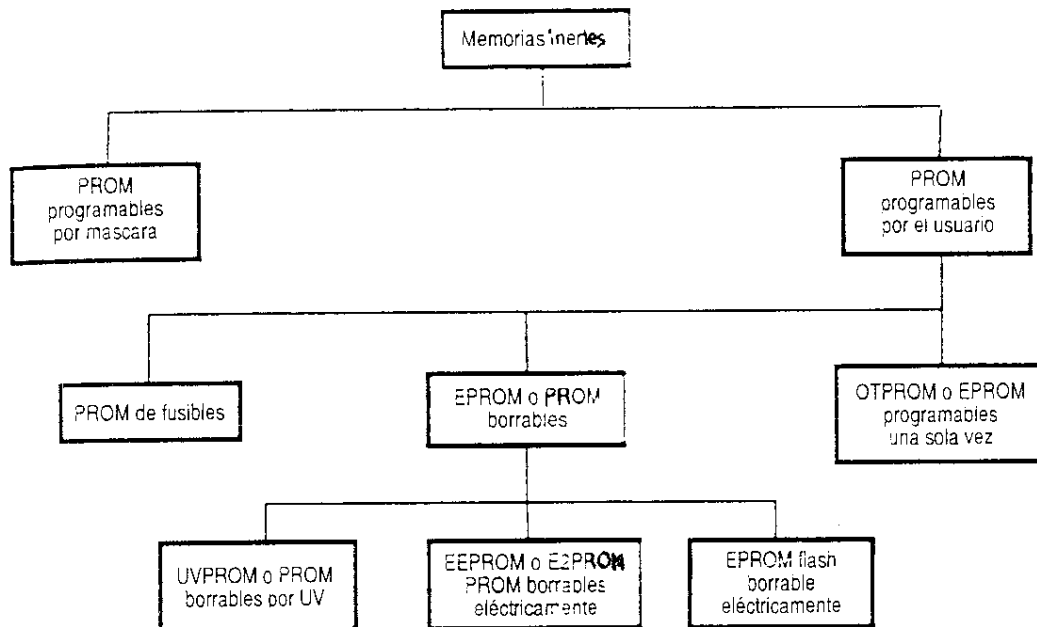 Memorias inertes
PROM
programables
por mascara
PROM
programables
por el usuario
PROM de fusibles
EPROM o PROM
borrables
OTPROM o EPROM
programables
una sola vez
UVPROM o PROM
borrables por UV
EEPROM o E2PROM
PROM borrables
eléctricamente
EPROM flash
borrable
eléctricamente